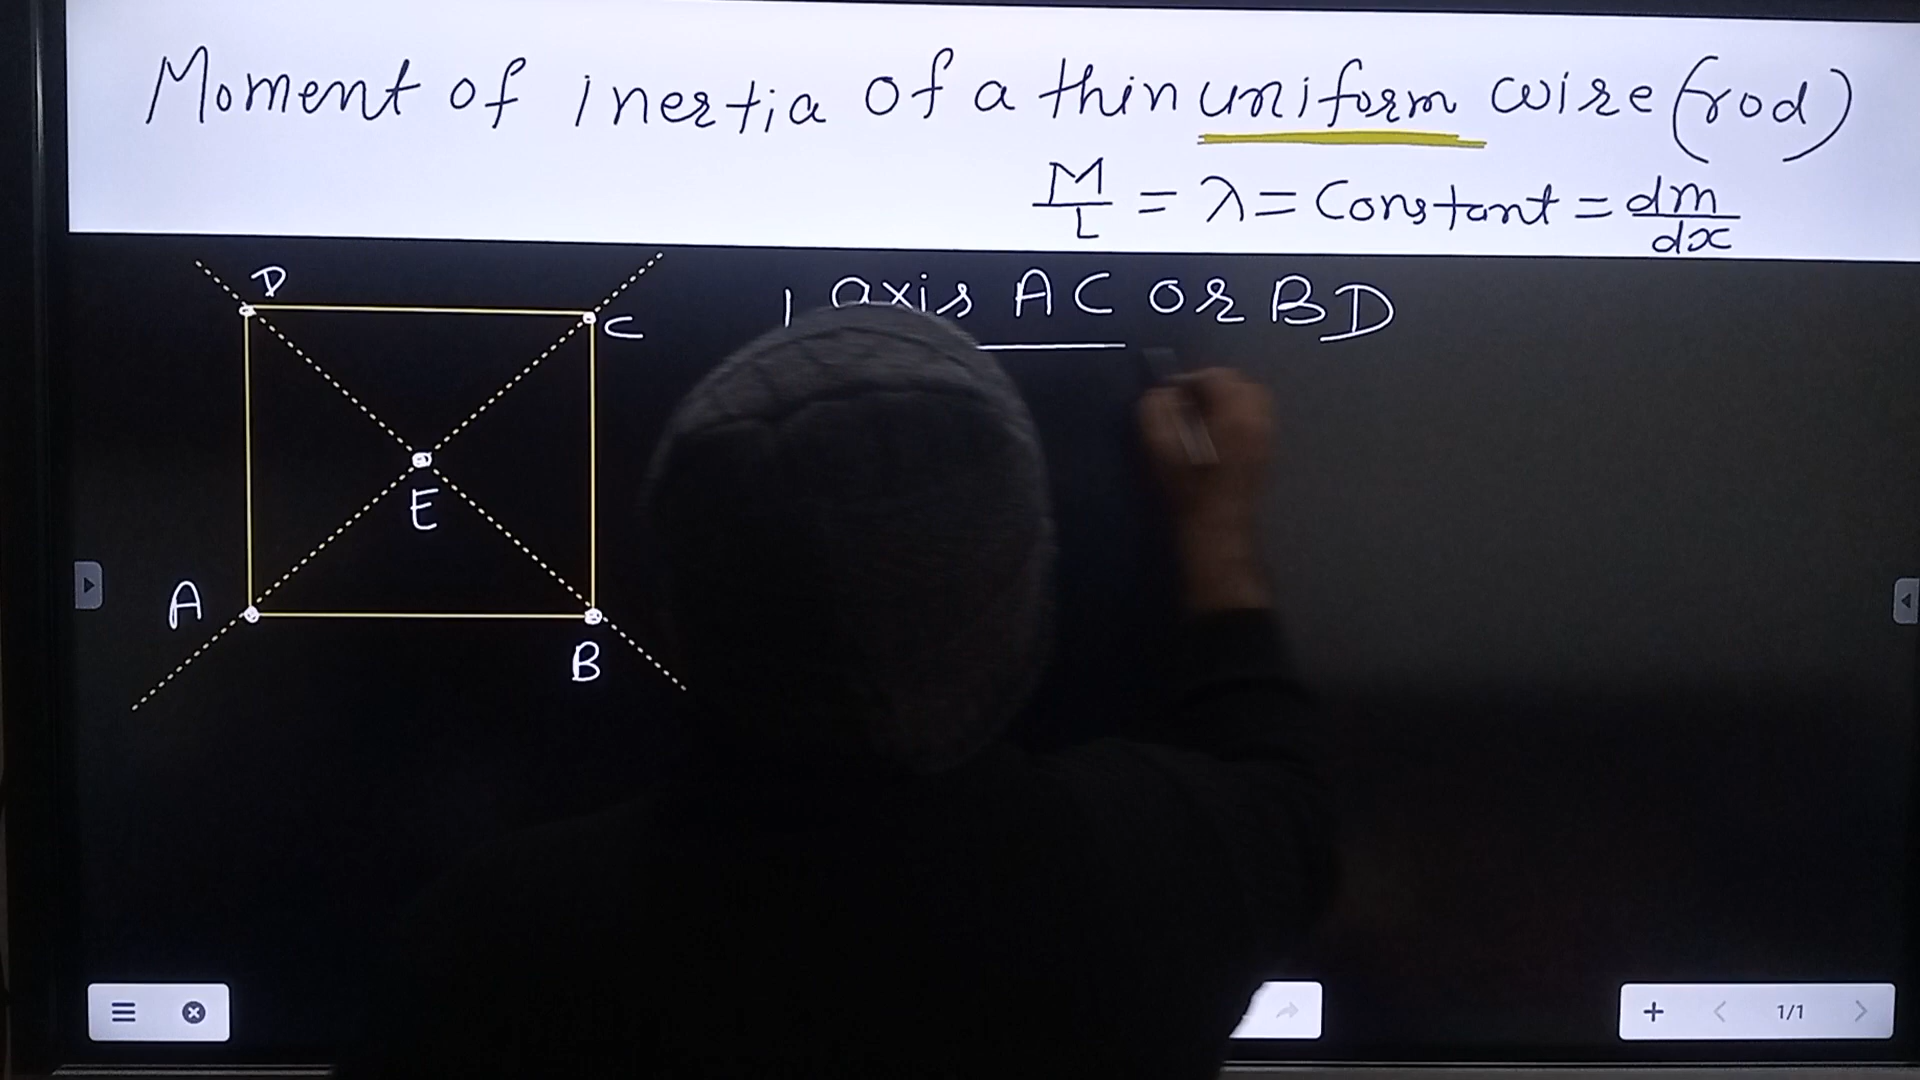 Moment of inertia of a thin uniform wire (rod)
M/L = λ = Constant = dm/dx
D
C
axis AC or BD
E
A
B
1/1